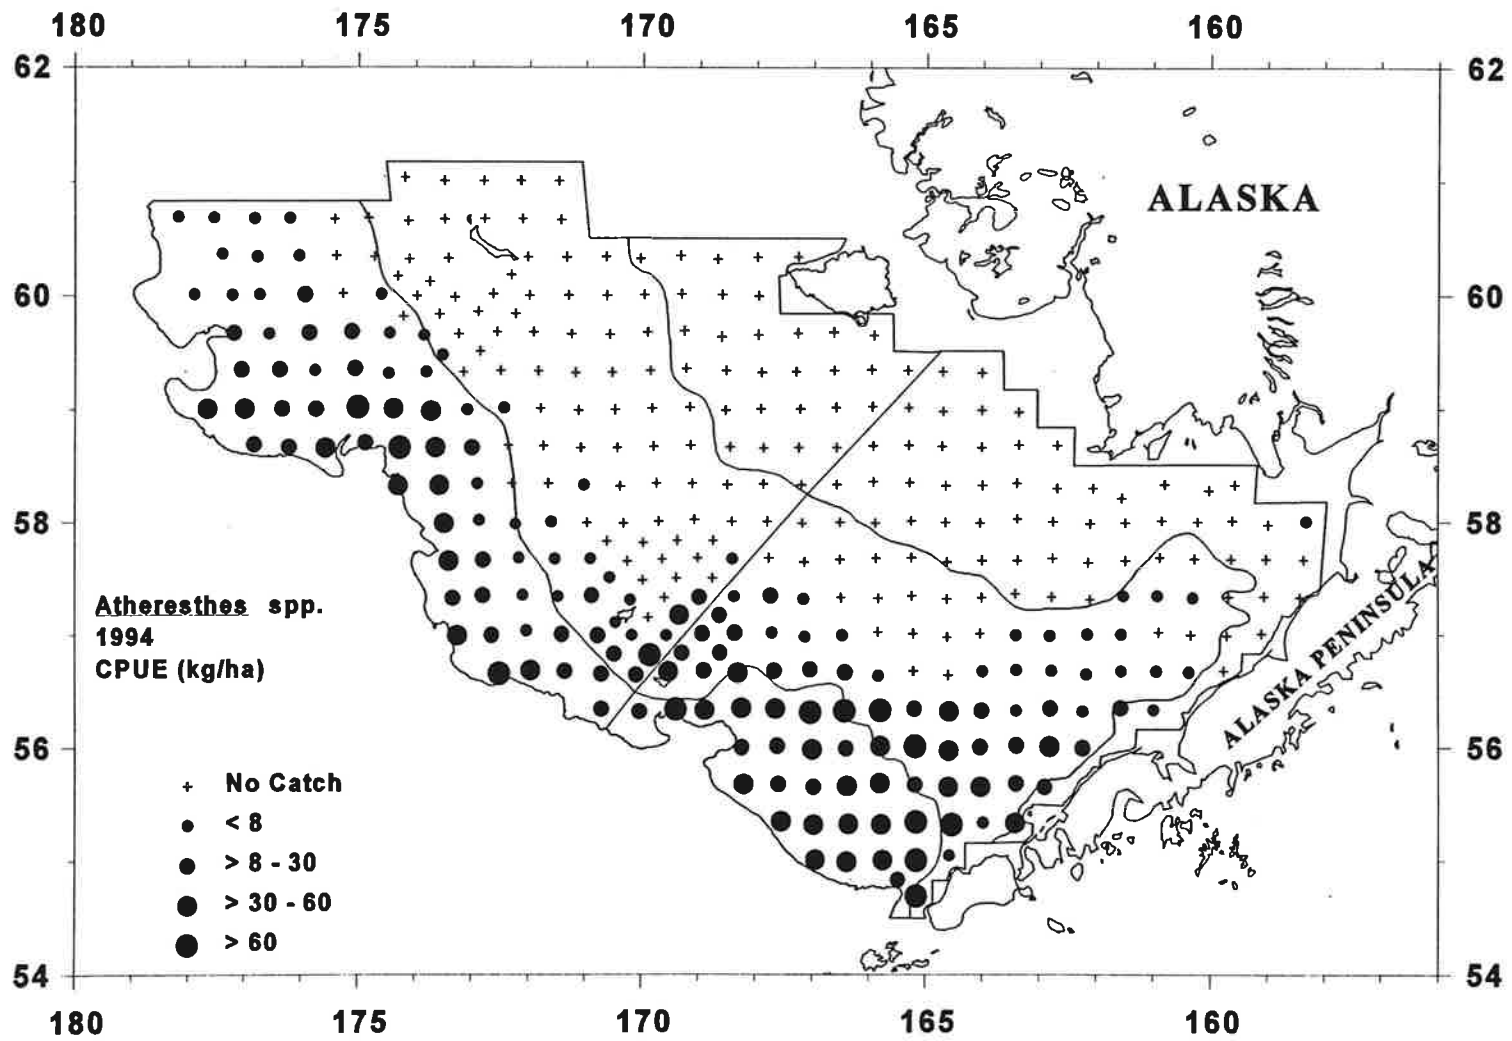 180 175 170 165 160
62 62
ALASKA
60 60
58 58
Atheresthes spp.
1994
CPUE (kg/ha)
ALASKA PENINSULA
56 56
+ No Catch
< 8
> 8 - 30
> 30 - 60
> 60
54 54
180 175 170 165 160